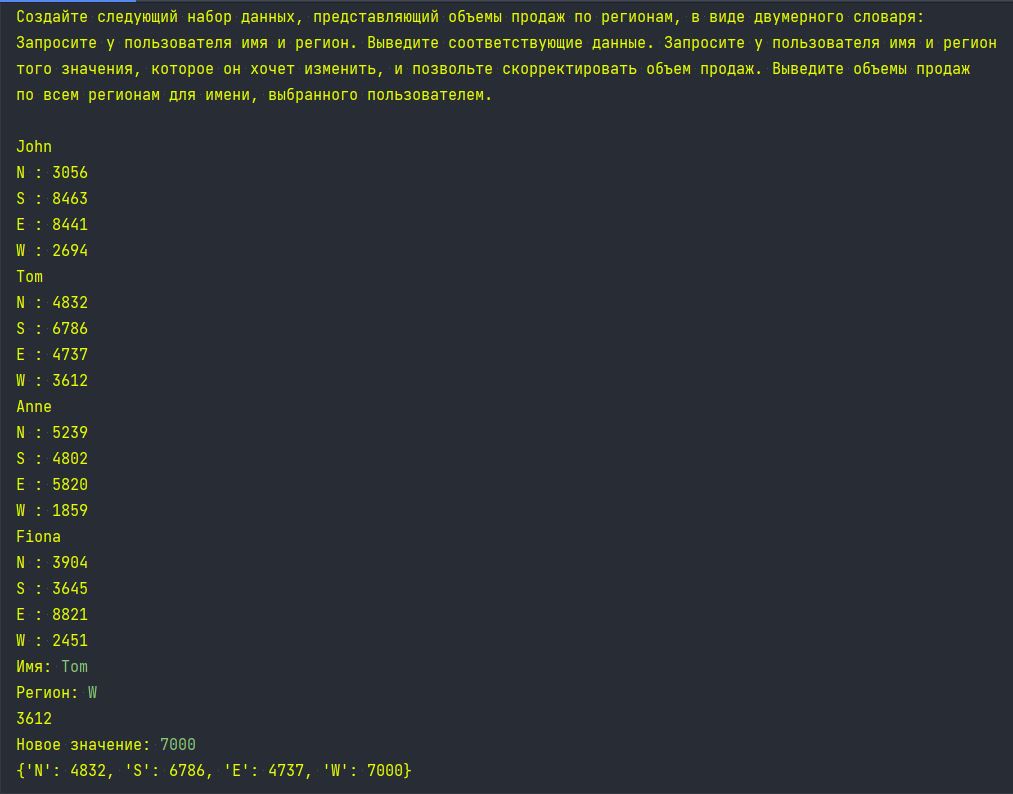 Создайте следующий набор данных, представляющий объемы продаж по регионам, в виде двумерного словаря:
Запросите у пользователя имя и регион. Выведите соответствующие данные. Запросите у пользователя имя и регион
того значения, которое он хочет изменить, и позвольте скорректировать объем продаж. Выведите объемы продаж
по всем регионам для имени, выбранного пользователем.
John
N : 3056
S : 8463
E : 8441
W : 2694
Tom
N : 4832
S : 6786
E : 4737
W : 3612
Anne
N : 5239
S : 4802
E : 5820
W : 1859
Fiona
N : 3904
S : 3645
E : 8821
W : 2451
Имя: Tom
Регион: W
3612
Новое значение: 7000
{'N': 4832, 'S': 6786, 'E': 4737, 'W': 7000}